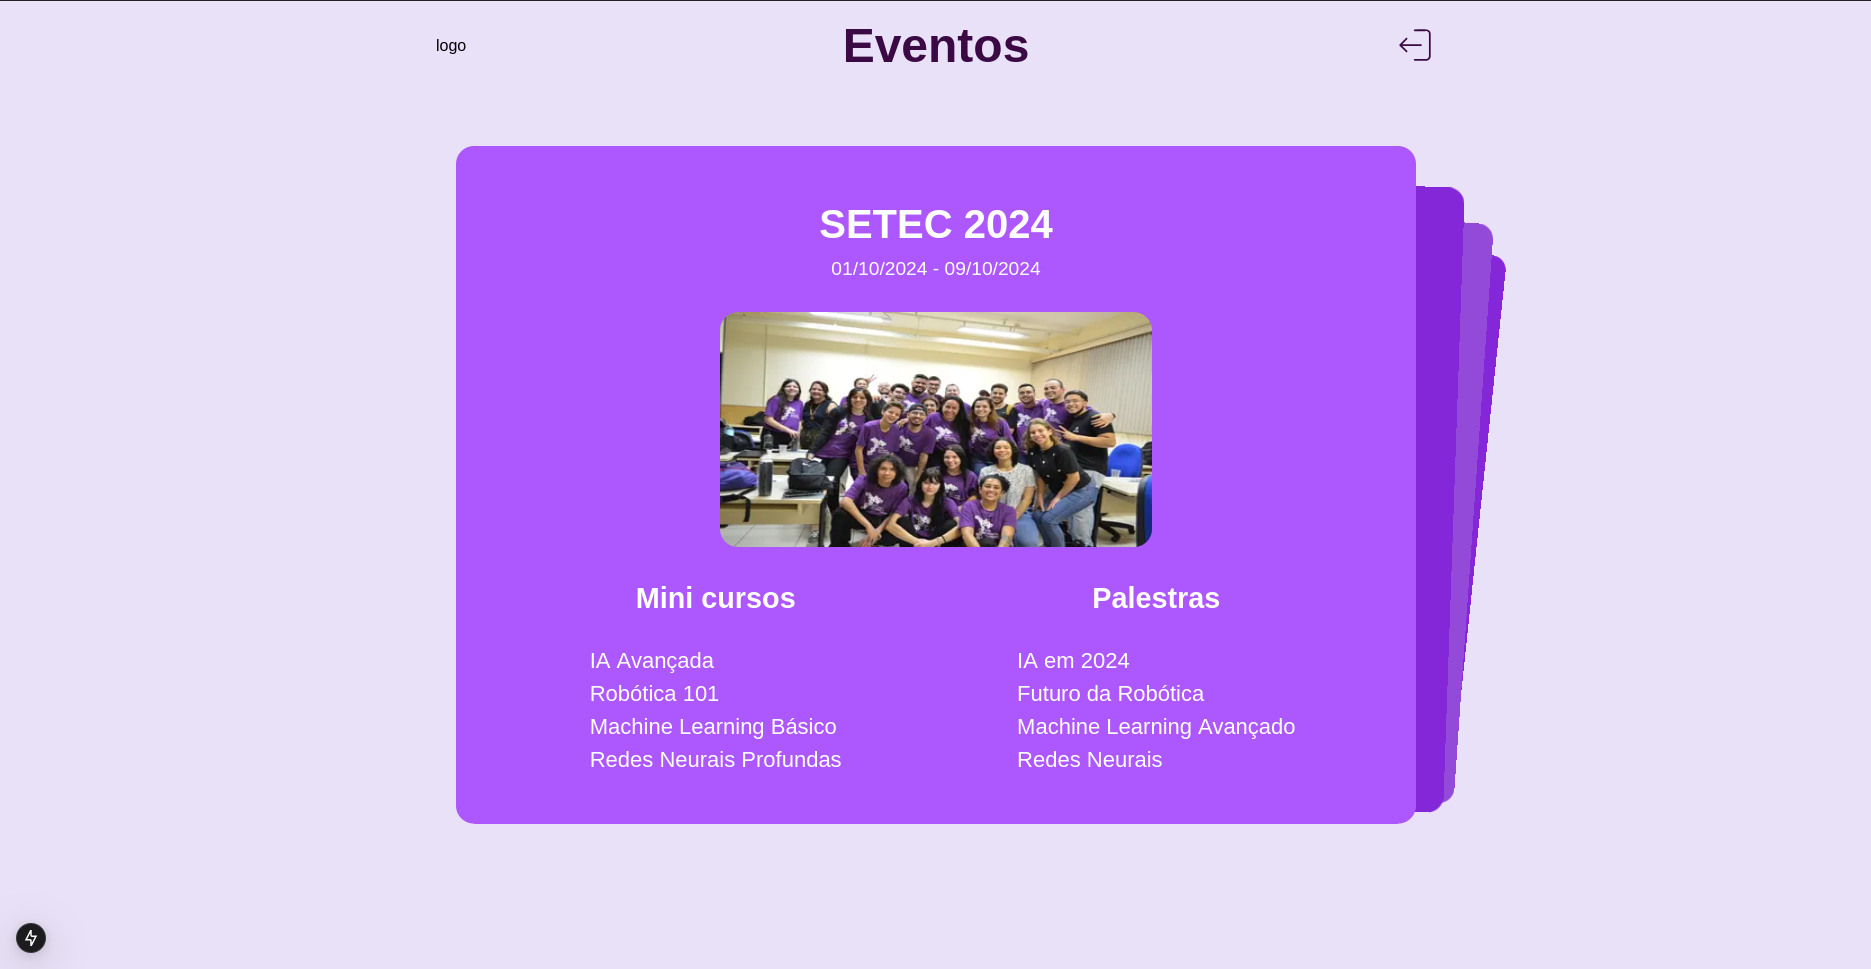 logo
Eventos
SETEC 2024
01/10/2024 - 09/10/2024
Mini cursos
IA Avançada
Robótica 101
Machine Learning Básico
Redes Neurais Profundas
Palestras
IA em 2024
Futuro da Robótica
Machine Learning Avançado
Redes Neurais